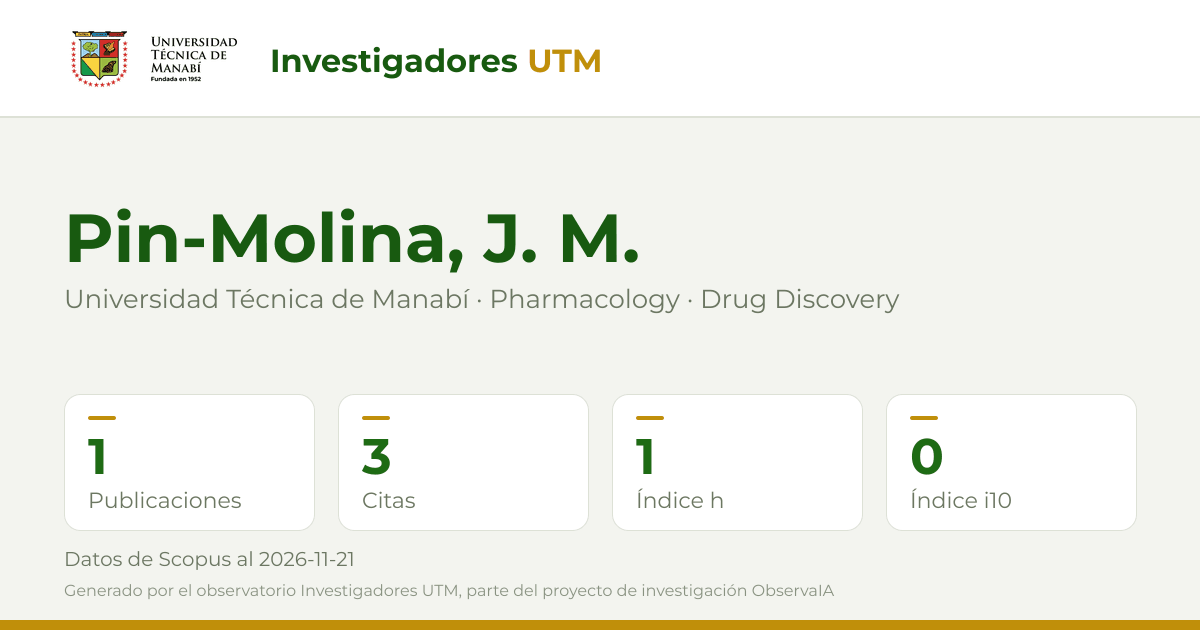 UNIVERSIDAD
TÉCNICA DE
MANABÍ
Fundada en 1952
Investigadores UTM
Pin-Molina, J. M.
Universidad Técnica de Manabí · Pharmacology · Drug Discovery
1
Publicaciones
3
Citas
1
Índice h
0
Índice i10
Datos de Scopus al 2026-11-21
Generado por el observatorio Investigadores UTM, parte del proyecto de investigación ObservaIA